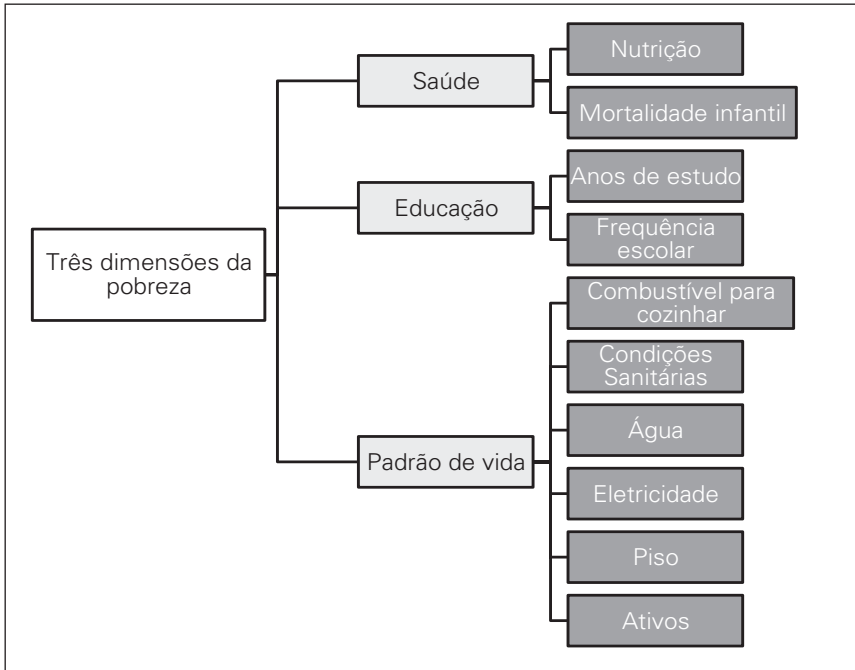 Três dimensões da
pobreza
Saúde
Nutrição
Mortalidade infantil
Educação
Anos de estudo
Frequência
escolar
Padrão de vida
Combustível para
cozinhar
Condições
Sanitárias
Água
Eletricidade
Piso
Ativos